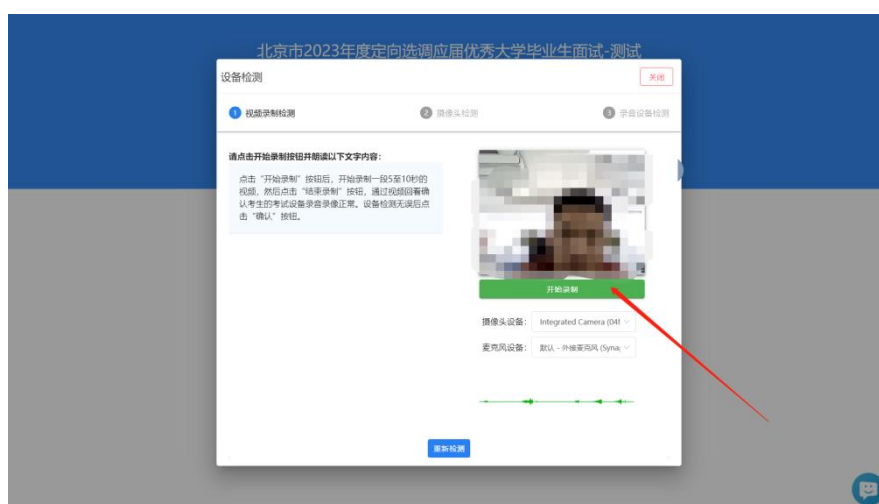 北京市2023年度定向选调应届优秀大学毕业生面试-测试
设备检测
关闭
1 视频录制检测
2 摄像头检测
3 录音设备检测
请点击开始录制按钮并朗读以下文字内容：
点击“开始录制”按钮后，开始录制一段5至10秒的
视频，然后点击“结束录制”按钮，通过视频回看确
认考生的考试设备录音录像正常。设备检测无误后点
击“确认”按钮。
开始录制
摄像头设备： Integrated Camera (04f
麦克风设备： 默认 - 外接麦克风 (Syna
重新检测